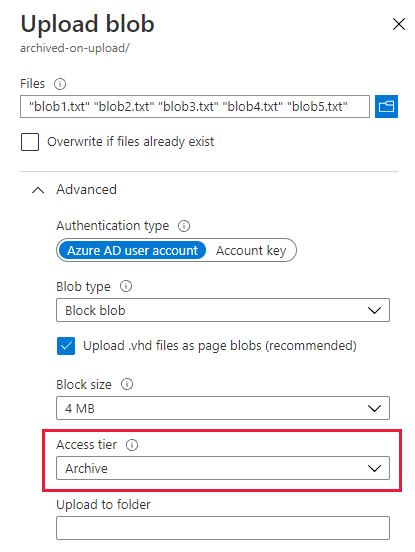 Upload blob
archived-on-upload/
Files
"blob1.txt" "blob2.txt" "blob3.txt" "blob4.txt" "blob5.txt"
Overwrite if files already exist
Advanced
Authentication type
Azure AD user account Account key
Blob type
Block blob
Upload .vhd files as page blobs (recommended)
Block size
4 MB
Access tier
Archive
Upload to folder